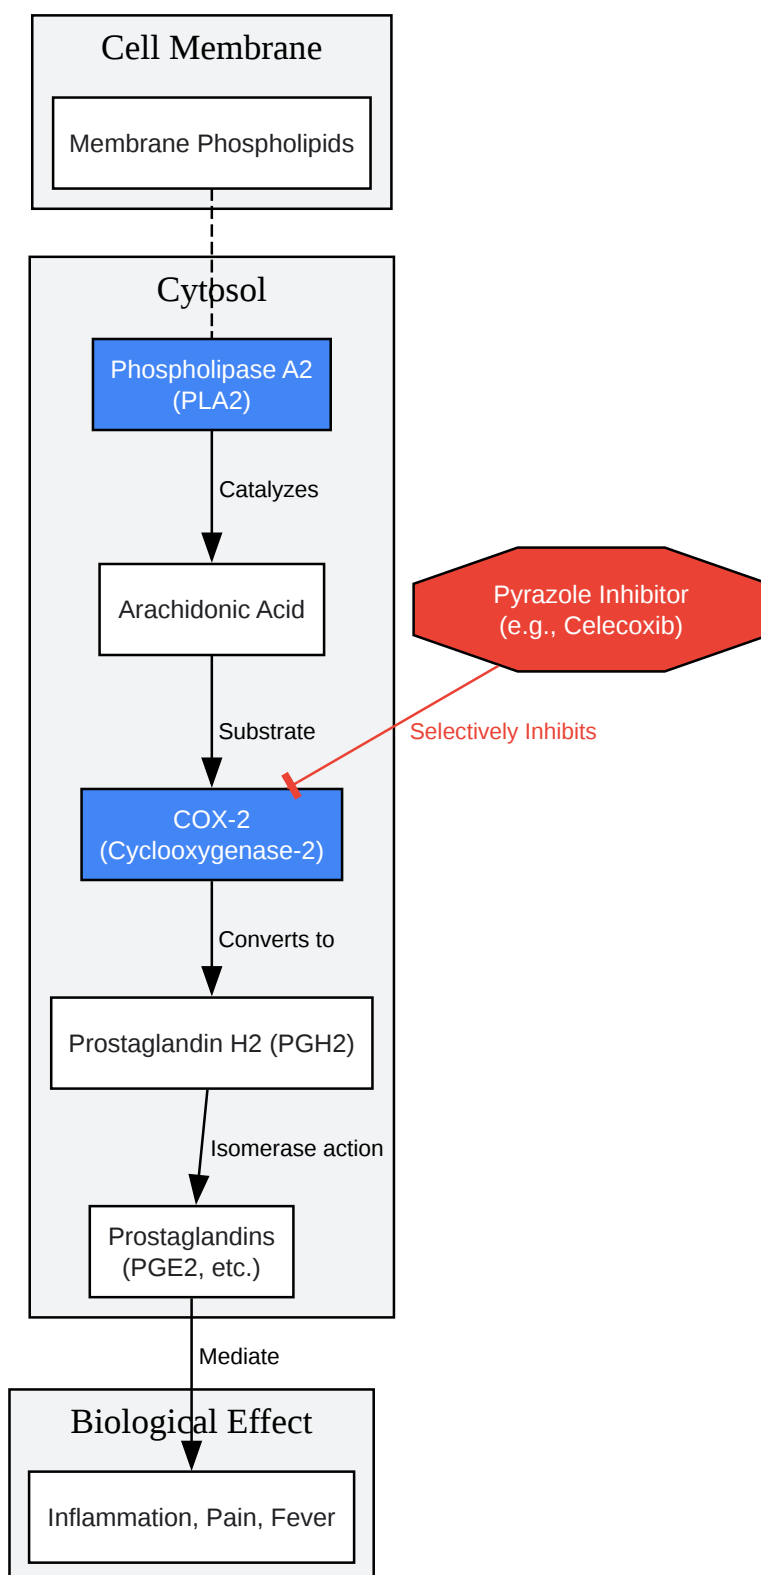 Cell Membrane
Membrane Phospholipids
Cytosol
Phospholipase A2
(PLA2)
Catalyzes
Arachidonic Acid
Pyrazole Inhibitor
(e.g., Celecoxib)
Substrate
Selectively Inhibits
COX-2
(Cyclooxygenase-2)
Converts to
Prostaglandin H2 (PGH2)
Isomerase action
Prostaglandins
(PGE2, etc.)
Mediate
Biological Effect
Inflammation, Pain, Fever